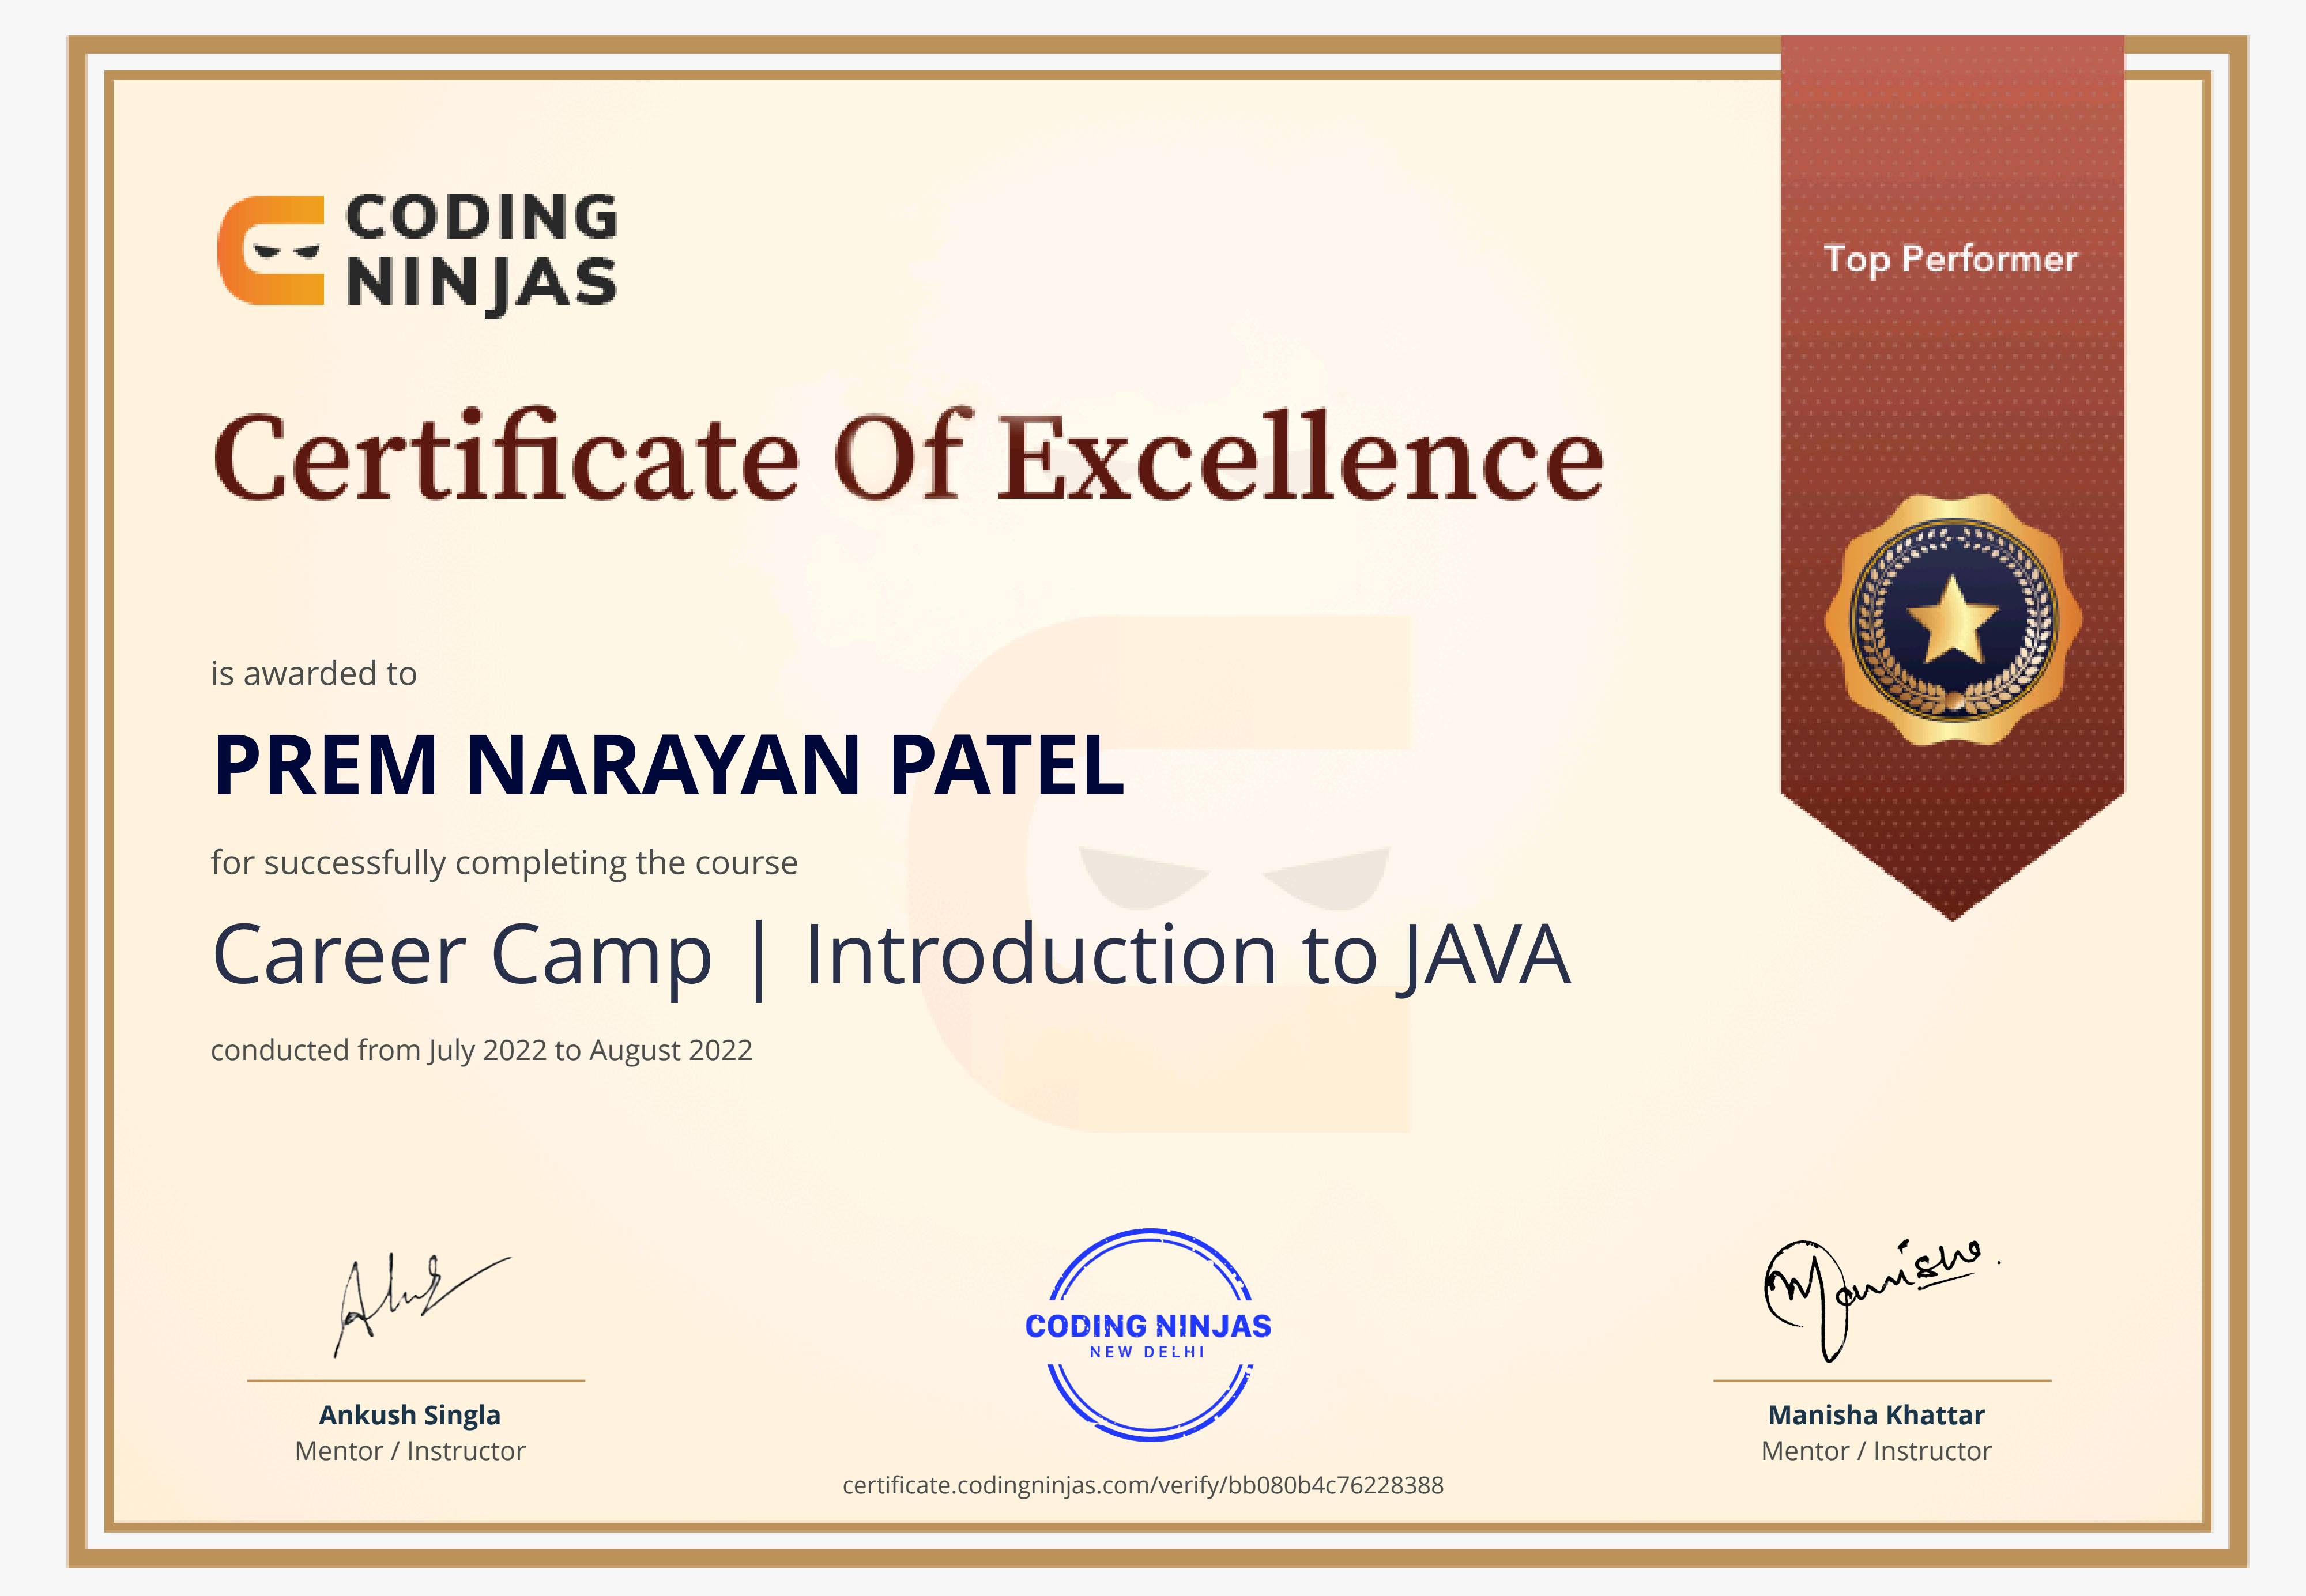 CODING
NINJAS
Top Performer
Certificate Of Excellence
is awarded to
PREM NARAYAN PATEL
for successfully completing the course
Career Camp | Introduction to JAVA
conducted from July 2022 to August 2022
Manisha
CODING NINJAS
NEW DELHI
Ankush Singla
Mentor / Instructor
Manisha Khattar
Mentor / Instructor
certificate.codingninjas.com/verify/bb080b4c76228388